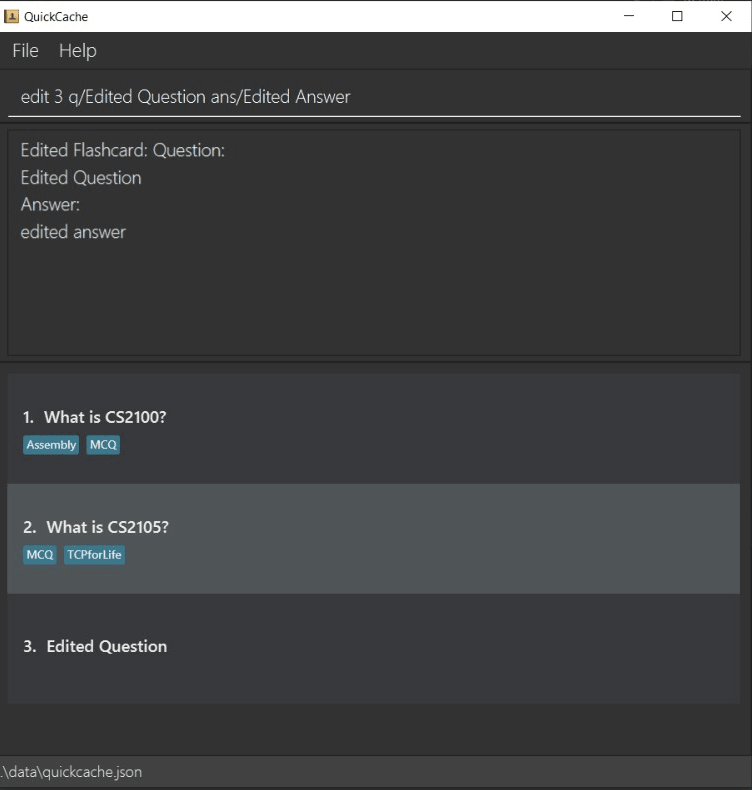 QuickCache
File Help
edit 3 q/Edited Question ans/Edited Answer
Edited Flashcard: Question:
Edited Question
Answer:
edited answer
1. What is CS2100?
Assembly MCQ
2. What is CS2105?
MCQ TCPforLife
3. Edited Question
.\data\quickcache.json